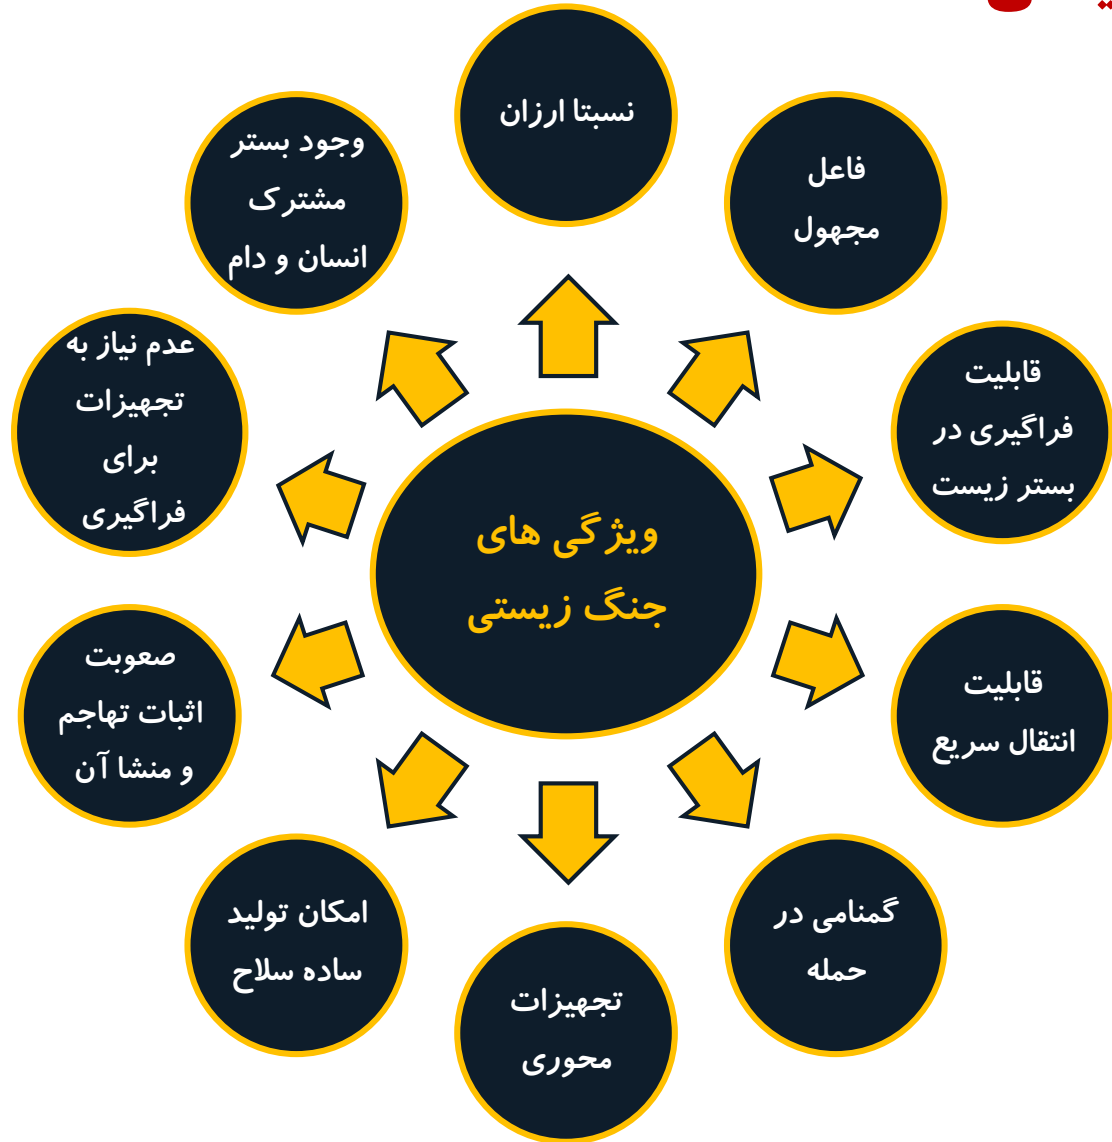 ویژگی های
جنگ زیستی
نسبتا ارزان
فاعل
مجهول
قابلیت
فراگیری در
بستر زیست
قابلیت
انتقال سریع
گمنامی در
حمله
تجهیزات
محوری
امکان تولید
ساده سلاح
صعوبت
اثبات تهاجم
و منشا آن
عدم نیاز به
تجهیزات
برای
فراگیری
وجود بستر
مشترک
انسان و دام